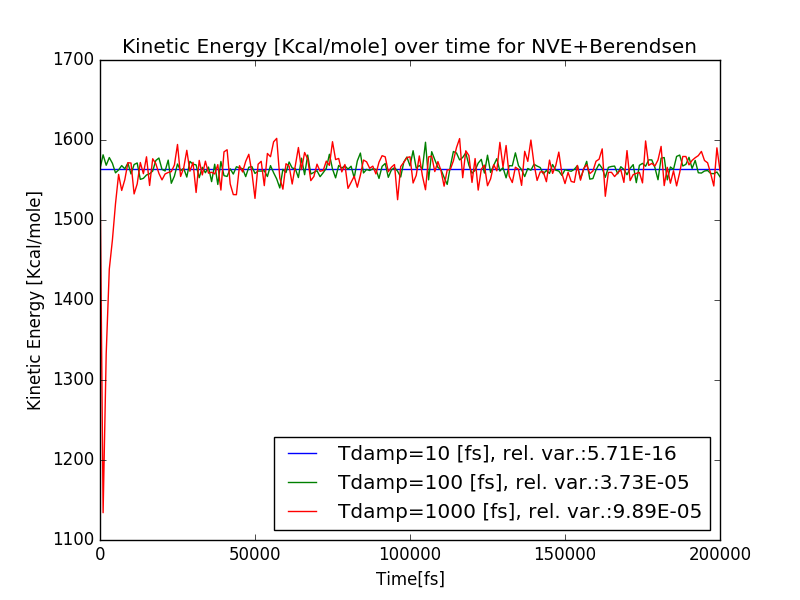 Kinetic Energy [Kcal/mole] over time for NVE+Berendsen
1700
1600
1500
1400
1300
1200
1100
Kinetic Energy [Kcal/mole]
Tdamp=10 [fs], rel. var.:5.71E-16
Tdamp=100 [fs], rel. var.:3.73E-05
Tdamp=1000 [fs], rel. var.:9.89E-05
0 50000 100000 150000 200000
Time[fs]